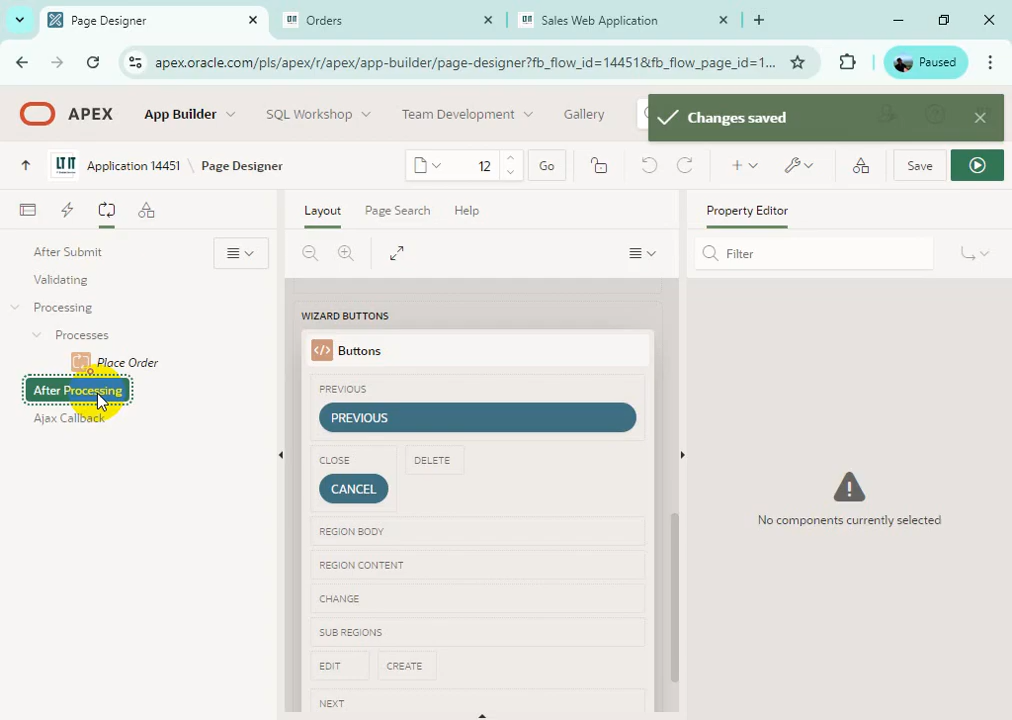 Page Designer
Orders
Sales Web Application
apex.oracle.com/pls/apex/r/apex/app-builder/page-designer?fb_flow_id=14451&fb_flow_page_id=1...
Paused
APEX
App Builder
SQL Workshop
Team Development
Gallery
Changes saved
LT IT
Application 14451
\
Page Designer
12
Go
Save
Layout
Page Search
Help
Property Editor
Filter
After Submit
Validating
Processing
Processes
Place Order
After Processing
Ajax Callback
WIZARD BUTTONS
Buttons
PREVIOUS
PREVIOUS
CLOSE
DELETE
CANCEL
REGION BODY
REGION CONTENT
CHANGE
SUB REGIONS
EDIT
CREATE
NEXT
No components currently selected